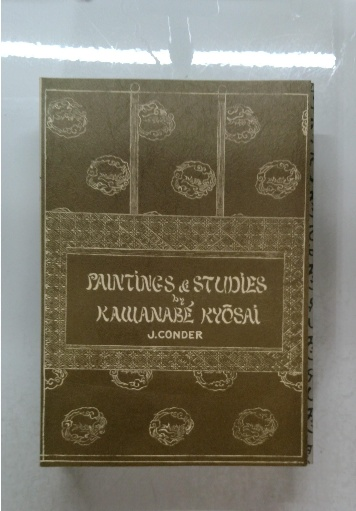 PAINTINGS & STUDIES
by
KAWANABÉ KYŌSAI
J. CONDER